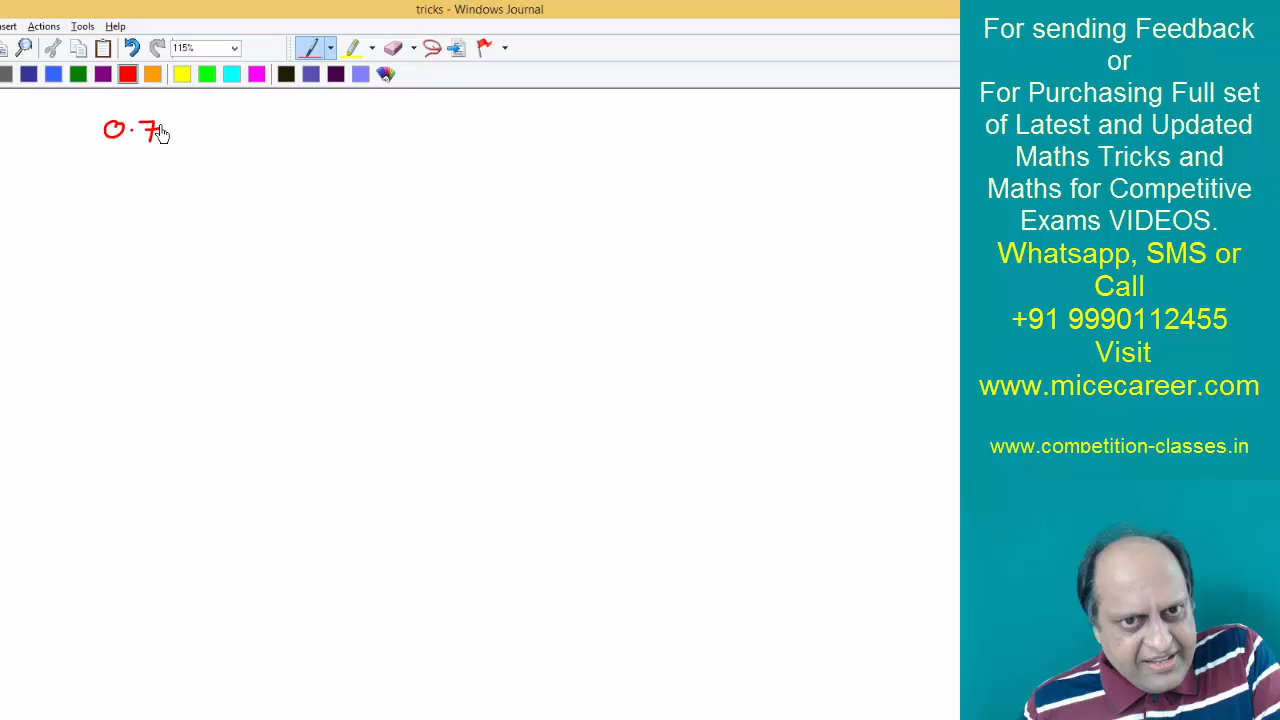 tricks - Windows Journal
nsert Actions Tools Help
115%
0.7
For sending Feedback
or
For Purchasing Full set
of Latest and Updated
Maths Tricks and
Maths for Competitive
Exams VIDEOS.
Whatsapp, SMS or
Call
+91 9990112455
Visit
www.micecareer.com
www.competition-classes.in